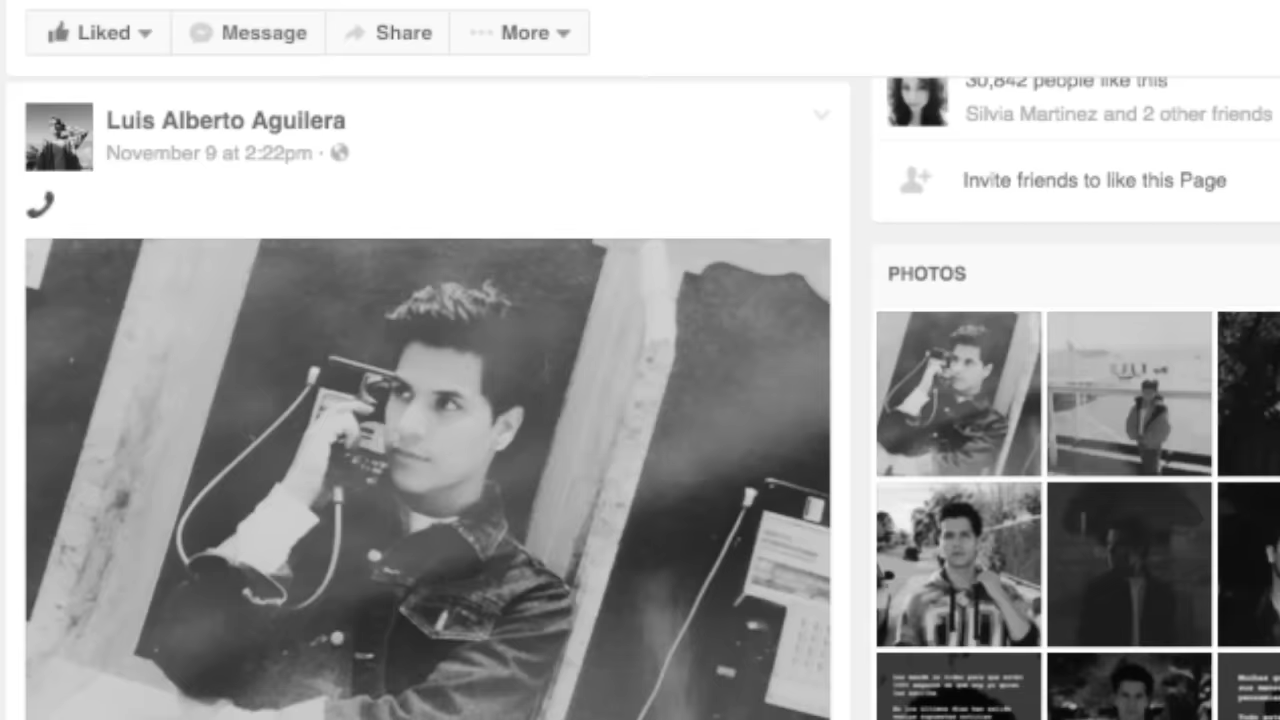 Liked
Message
Share
More
Luis Alberto Aguilera
November 9 at 2:22pm ·
30,842 people like this
Silvia Martinez and 2 other friends
Invite friends to like this Page
PHOTOS